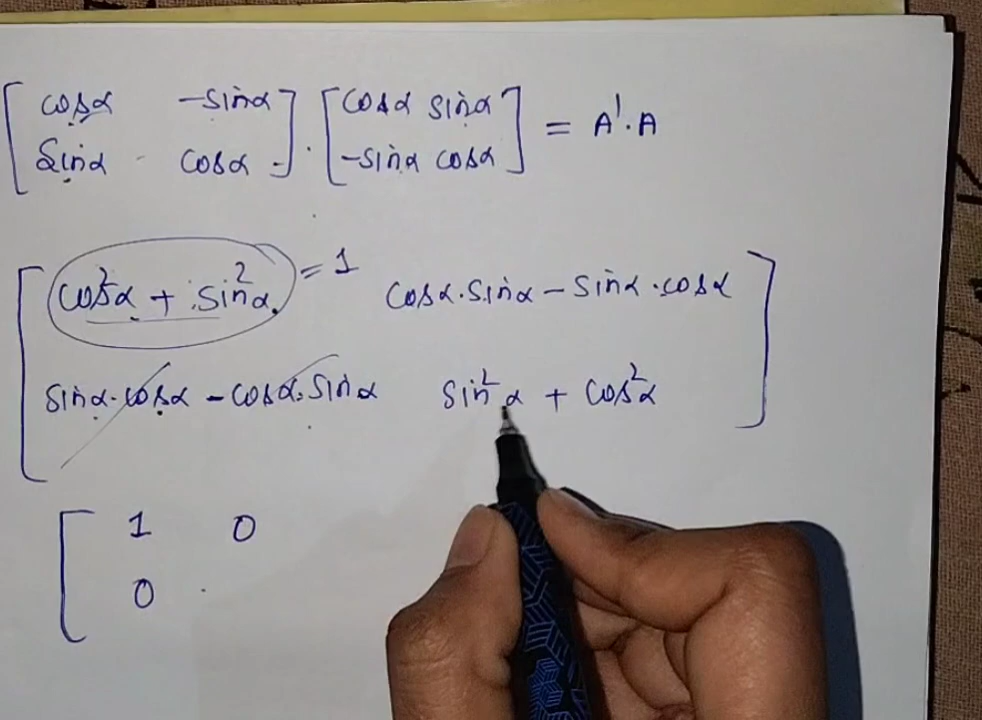 [cosα -sinα] . [cosα sinα] = A'.A
[sinα cosα] [-sinα cosα]
[cos²α + sin²α = 1 cosα.sinα - sinα.cosα]
[sinα.cosα - cosα.sinα sin²α + cos²α]
[1 0
[0